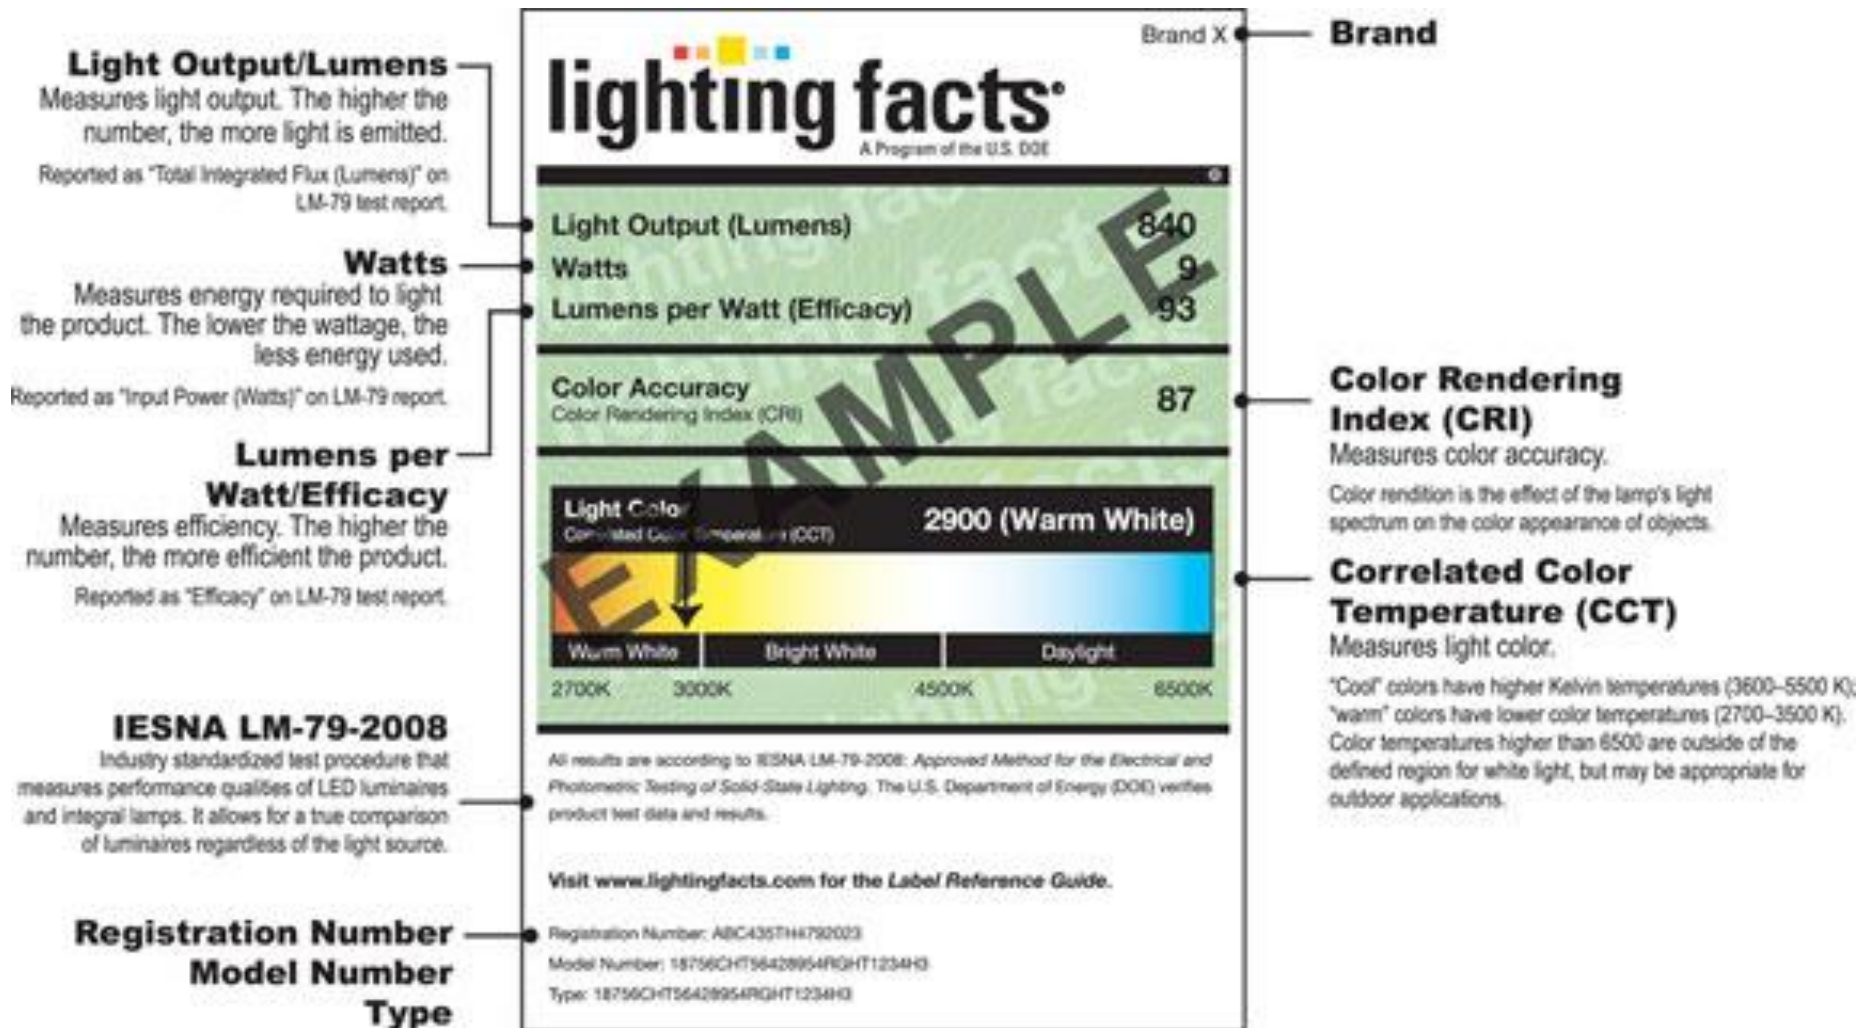 Light Output/Lumens
Measures light output. The higher the
number, the more light is emitted.
Reported as "Total Integrated Flux (Lumens)" on
LM-79 test report.
Watts
Measures energy required to light
the product. The lower the wattage, the
less energy used.
Reported as "Input Power (Watts)" on LM-79 report.
Lumens per
Watt/Efficacy
Measures efficiency. The higher the
number, the more efficient the product.
Reported as "Efficacy" on LM-79 test report.
IESNA LM-79-2008
Industry standardized test procedure that
measures performance qualities of LED luminaires
and integral lamps. It allows for a true comparison
of luminaires regardless of the light source.
Registration Number
Model Number
Type
Brand X
lighting facts
A Program of the U.S. DOE
Light Output (Lumens) 840
Watts 9
Lumens per Watt (Efficacy) 93
Color Accuracy
Color Rendering Index (CRI) 87
Light Color
Correlated Color Temperature (CCT) 2900 (Warm White)
Warm White Bright White Daylight
2700K 3000K 4500K 6500K
EXAMPLE
All results are according to IESNA LM-79-2008: Approved Method for the Electrical and
Photometric Testing of Solid-State Lighting. The U.S. Department of Energy (DOE) verifies
product test data and results.
Visit www.lightingfacts.com for the Label Reference Guide.
Registration Number: ABC435TH4792023
Model Number: 18756CHT56428954RGHT1234H3
Type: 18756CHT56428954RGHT1234H3
Brand
Color Rendering
Index (CRI)
Measures color accuracy.
Color rendition is the effect of the lamp's light
spectrum on the color appearance of objects.
Correlated Color
Temperature (CCT)
Measures light color.
"Cool" colors have higher Kelvin temperatures (3600–5500 K);
"warm" colors have lower color temperatures (2700–3500 K).
Color temperatures higher than 6500 are outside of the
defined region for white light, but may be appropriate for
outdoor applications.